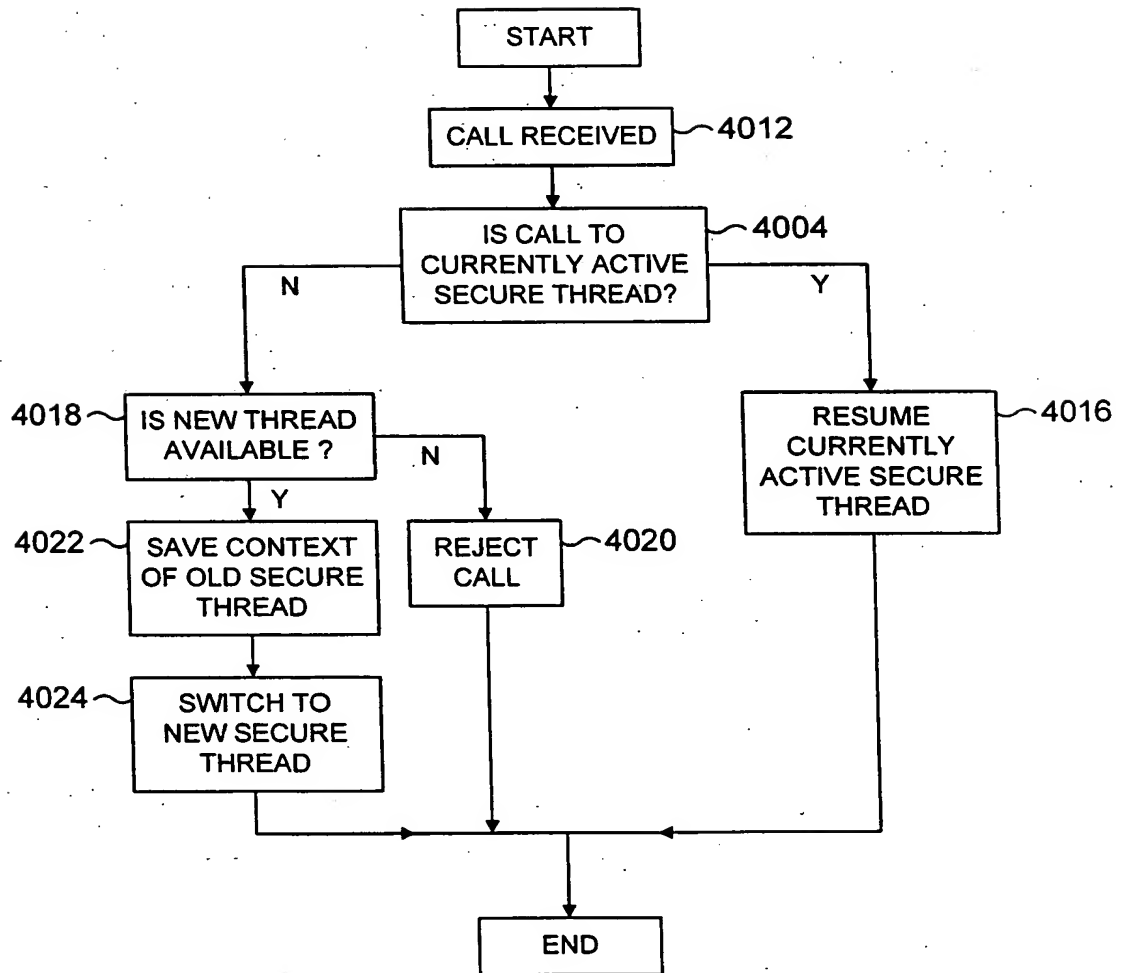 START
CALL RECEIVED
4012
IS CALL TO
CURRENTLY ACTIVE
SECURE THREAD?
4004
N
Y
4018
IS NEW THREAD
AVAILABLE ?
N
Y
RESUME
CURRENTLY
ACTIVE SECURE
THREAD
4016
4022
SAVE CONTEXT
OF OLD SECURE
THREAD
REJECT
CALL
4020
4024
SWITCH TO
NEW SECURE
THREAD
END